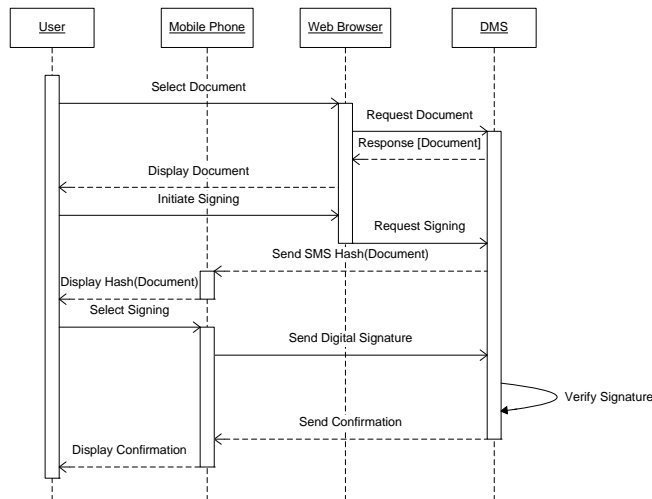 User
Mobile Phone
Web Browser
DMS
Select Document
Request Document
Response [Document]
Display Document
Initiate Signing
Request Signing
Send SMS Hash(Document)
Display Hash(Document)
Select Signing
Send Digital Signature
Verify Signature
Send Confirmation
Display Confirmation